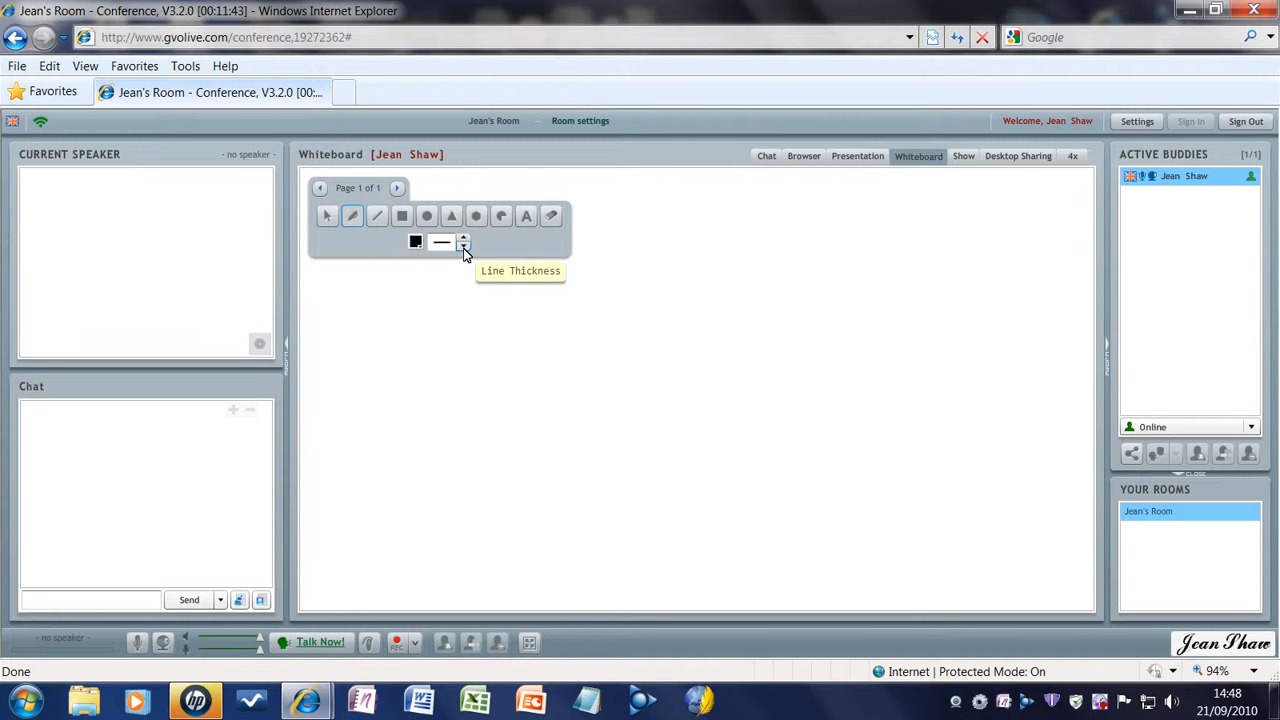 Jean's Room - Conference, V3.2.0 [00:11:43] - Windows Internet Explorer
http://www.gvolive.com/conference,19272362#
Google
File Edit View Favorites Tools Help
Favorites
Jean's Room - Conference, V3.2.0 [00:...
Jean's Room
Room settings
Welcome, Jean Shaw
Settings
Sign In
Sign Out
CURRENT SPEAKER
- no speaker -
Whiteboard [Jean Shaw]
Chat
Browser
Presentation
Whiteboard
Show
Desktop Sharing
4x
ACTIVE BUDDIES
[1/1]
Jean Shaw
Page 1 of 1
A
Line Thickness
Chat
Online
CLOSE
YOUR ROOMS
Jean's Room
Send
- no speaker -
Talk Now!
REC
Jean Shaw
Done
Internet | Protected Mode: On
94%
14:48
21/09/2010